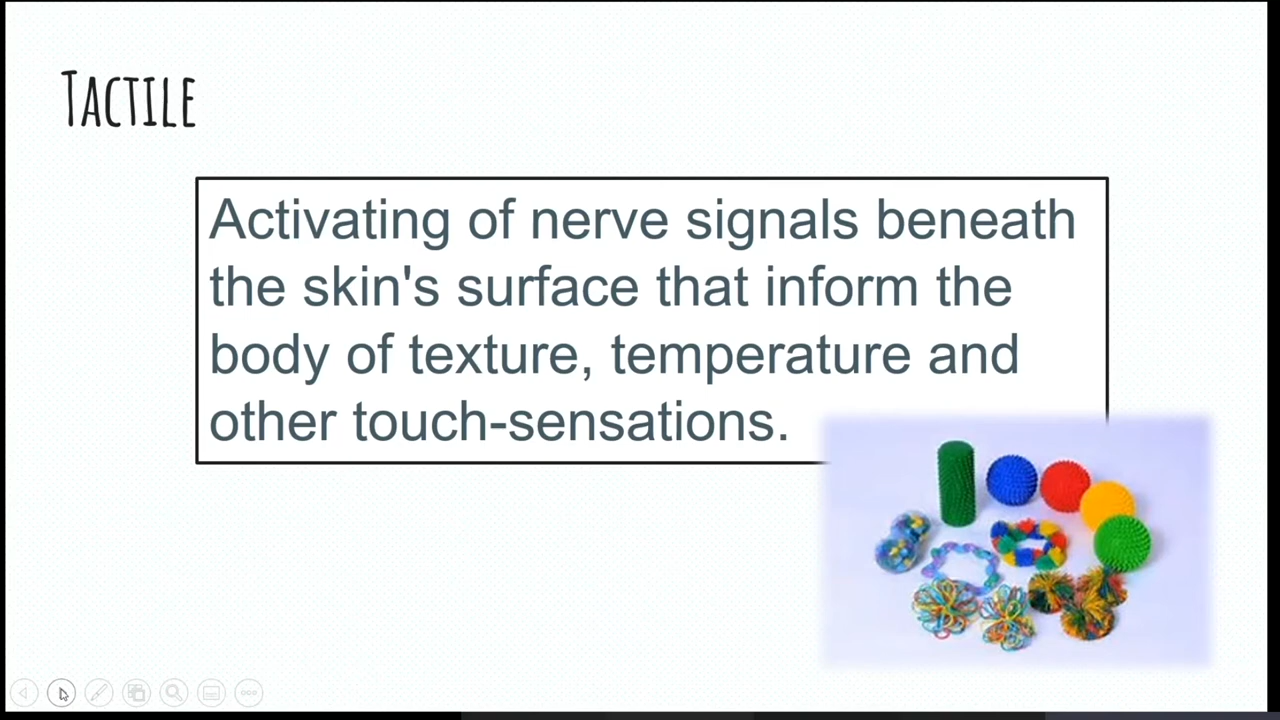 TACTILE
Activating of nerve signals beneath
the skin's surface that inform the
body of texture, temperature and
other touch-sensations.